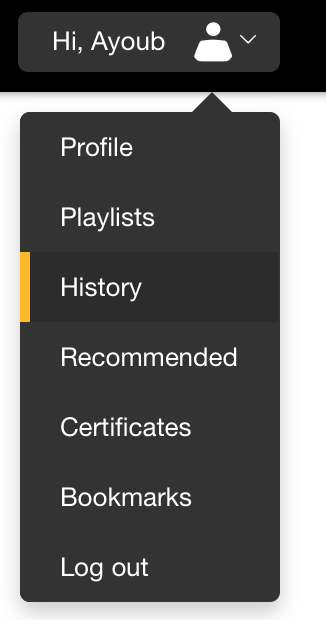 Hi, Ayoub
Profile
Playlists
History
Recommended
Certificates
Bookmarks
Log out